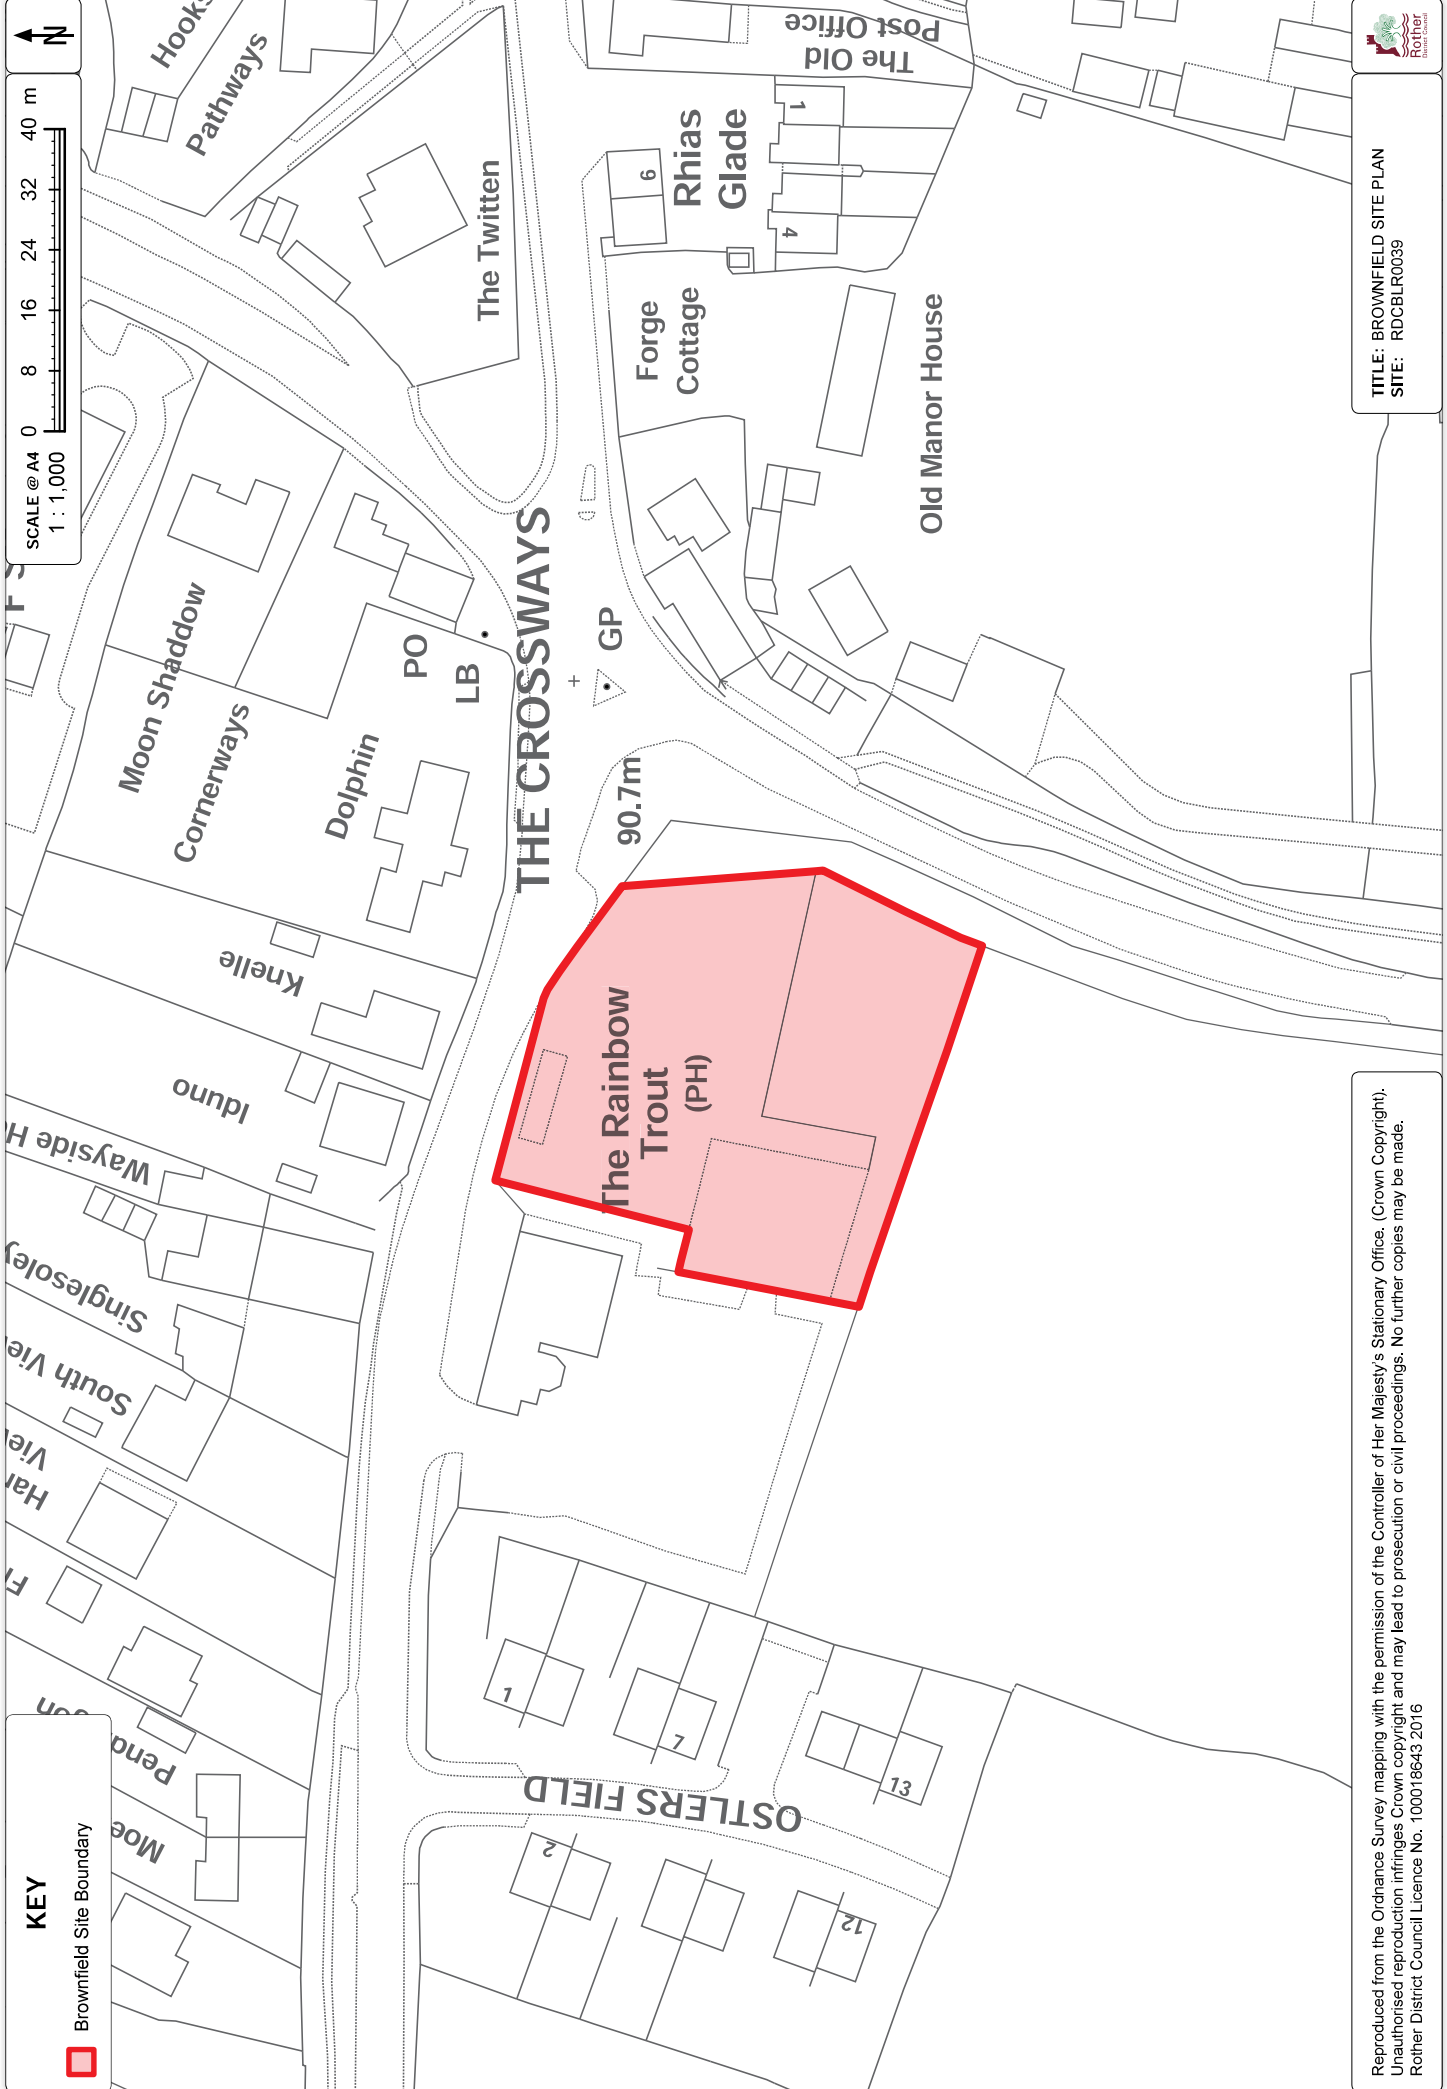 KEY
Brownfield Site Boundary
SCALE @ A4
1 : 1,000
0 8 16 24 32 40 m
N
Hooks
Pathways
The Twitten
Moon Shaddow
Cornerways
Dolphin
PO
LB
THE CROSSWAYS
GP
90.7m
Knelle
Iduno
Wayside H
Singlesoley
South Vie
Har
Vie
Pend
Moe
The Rainbow
Trout
(PH)
The Old
Post Office
Rhias
Glade
1
4
6
Forge
Cottage
Old Manor House
OSTLERS FIELD
1
7
13
2
12
TITLE: BROWNFIELD SITE PLAN
SITE: RDCBLR0039
Rother
District Council
Reproduced from the Ordnance Survey mapping with the permission of the Controller of Her Majesty's Stationary Office. (Crown Copyright).
Unauthorised reproduction infringes Crown copyright and may lead to prosecution or civil proceedings. No further copies may be made.
Rother District Council Licence No. 100018643 2016